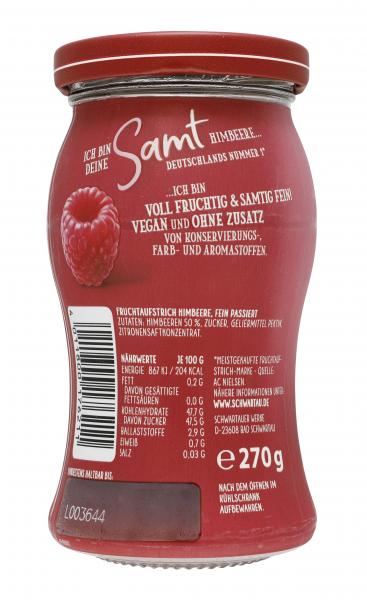 ICH BIN
DEINE
Samt
HIMBEERE...
DEUTSCHLANDS NUMMER 1*
...ICH BIN
VOLL FRUCHTIG & SAMTIG FEIN!
VEGAN UND OHNE ZUSATZ
VON KONSERVIERUNGS-,
FARB- UND AROMASTOFFEN.
FRUCHTAUFSTRICH HIMBEERE, FEIN PASSIERT
ZUTATEN: HIMBEEREN 50 %, ZUCKER, GELIERMITTEL PEKTIN,
ZITRONENSAFTKONZENTRAT.
NÄHRWERTE JE 100 G
ENERGIE 867 KJ / 204 KCAL
FETT 0,2 G
DAVON GESÄTTIGTE
FETTSÄUREN 0,0 G
KOHLENHYDRATE 47,7 G
DAVON ZUCKER 47,5 G
BALLASTSTOFFE 2,9 G
EIWEIß 0,7 G
SALZ 0,03 G
*MEISTGEKAUFTE FRUCHTAUF-
STRICH-MARKE - QUELLE:
AC NIELSEN.
NÄHERE INFORMATIONEN UNTER:
WWW.SCHWARTAU.DE
SCHWARTAUER WERKE
D-23608 BAD SCHWARTAU
e 270 g
NACH DEM ÖFFNEN IM
KÜHLSCHRANK
AUFBEWAHREN.
HALTBAR BIS:
L003644